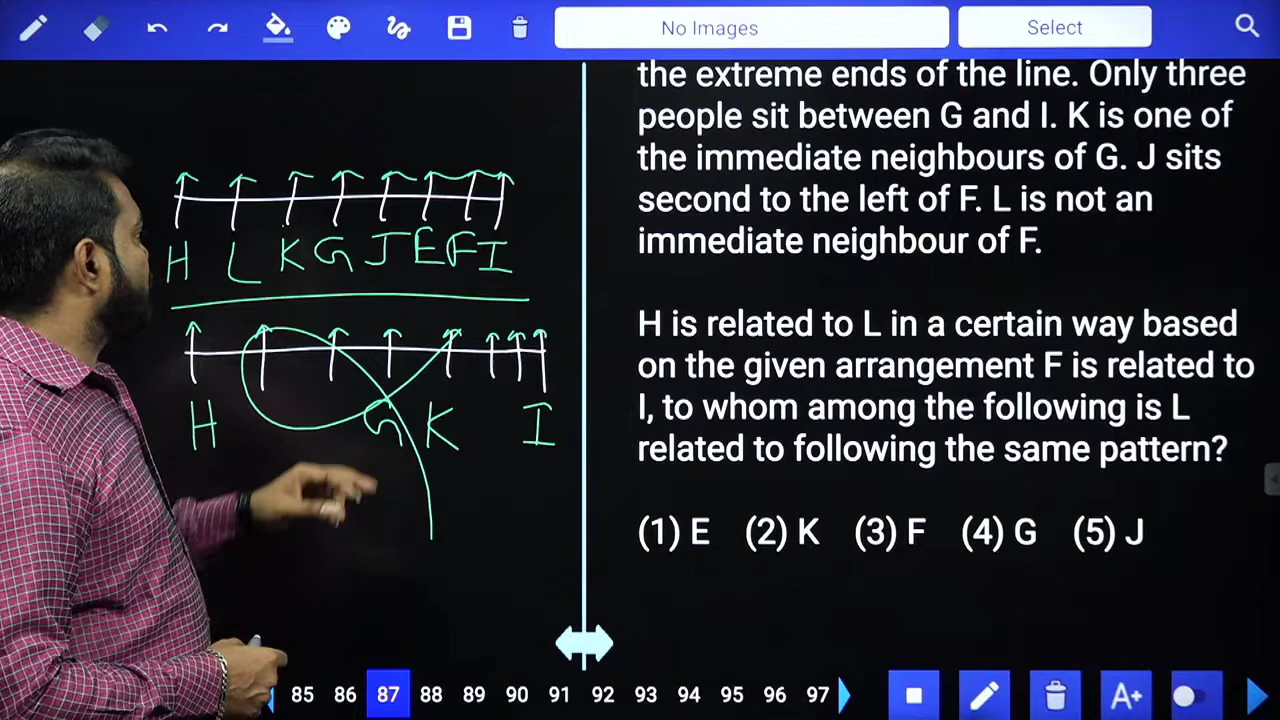 No Images
Select
the extreme ends of the line. Only three
people sit between G and I. K is one of
the immediate neighbours of G. J sits
second to the left of F. L is not an
immediate neighbour of F.
H is related to L in a certain way based
on the given arrangement F is related to
I, to whom among the following is L
related to following the same pattern?
(1) E (2) K (3) F (4) G (5) J
H L K G J E F I
H G K I
85 86 87 88 89 90 91 92 93 94 95 96 97
A+